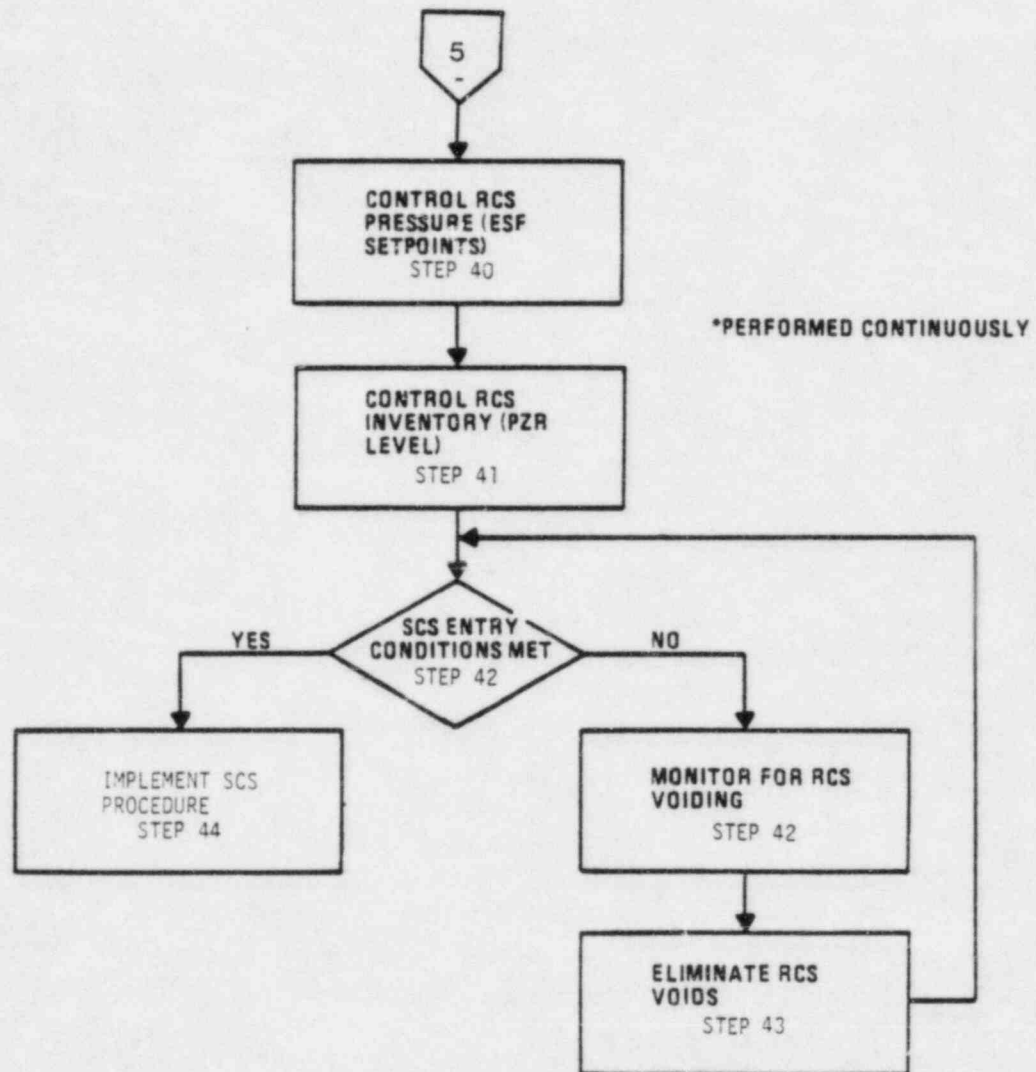 5
-
CONTROL RCS
PRESSURE (ESF
SETPOINTS)
STEP 40
*PERFORMED CONTINUOUSLY
CONTROL RCS
INVENTORY (PZR
LEVEL)
STEP 41
SCS ENTRY
CONDITIONS MET
STEP 42
YES
NO
IMPLEMENT SCS
PROCEDURE
STEP 44
MONITOR FOR RCS
VOIDING
STEP 42
ELIMINATE RCS
VOIDS
STEP 43